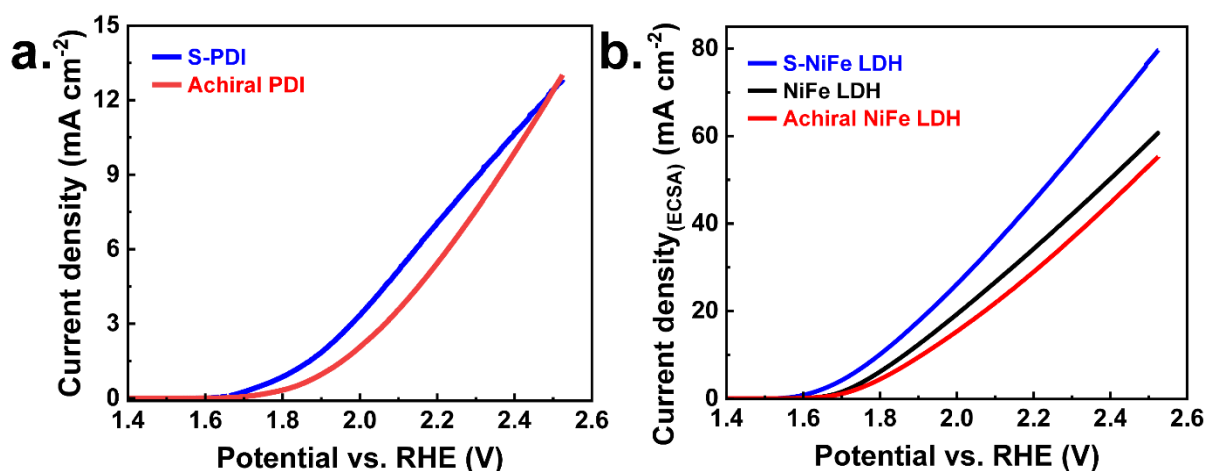 a.
S-PDI
Achiral PDI
Current density (mA cm⁻²)
15
12
9
6
3
0
1.4 1.6 1.8 2.0 2.2 2.4 2.6
Potential vs. RHE (V)
b.
S-NiFe LDH
NiFe LDH
Achiral NiFe LDH
Current density(ECSA) (mA cm⁻²)
80
60
40
20
0
1.4 1.6 1.8 2.0 2.2 2.4 2.6
Potential vs. RHE (V)